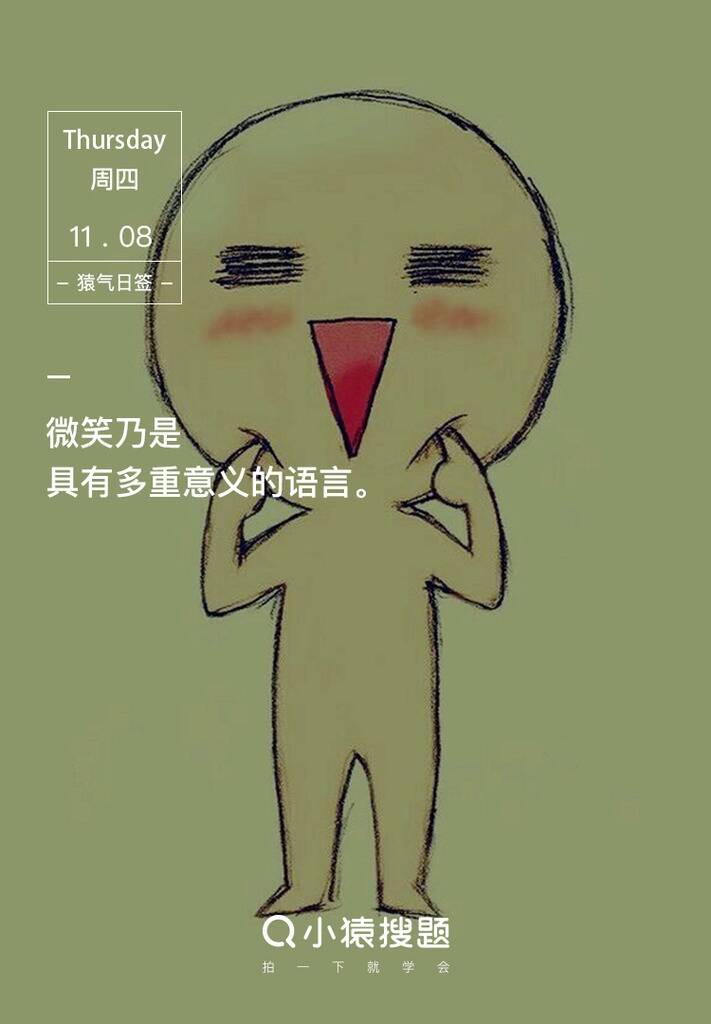 Thursday
周四
11 . 08
– 猿气日签 –
微笑乃是
具有多重意义的语言。
小猿搜题
拍一下就学会